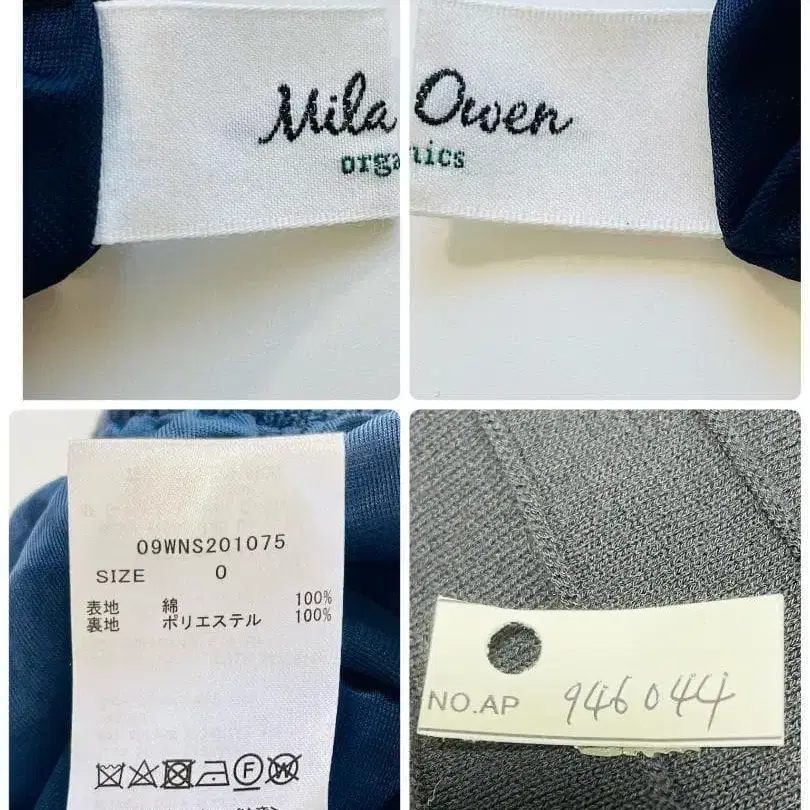 Mila Owen
organics
09WNS201075
SIZE 0
表地 綿 100%
裏地 ポリエステル 100%
NO.AP 946044